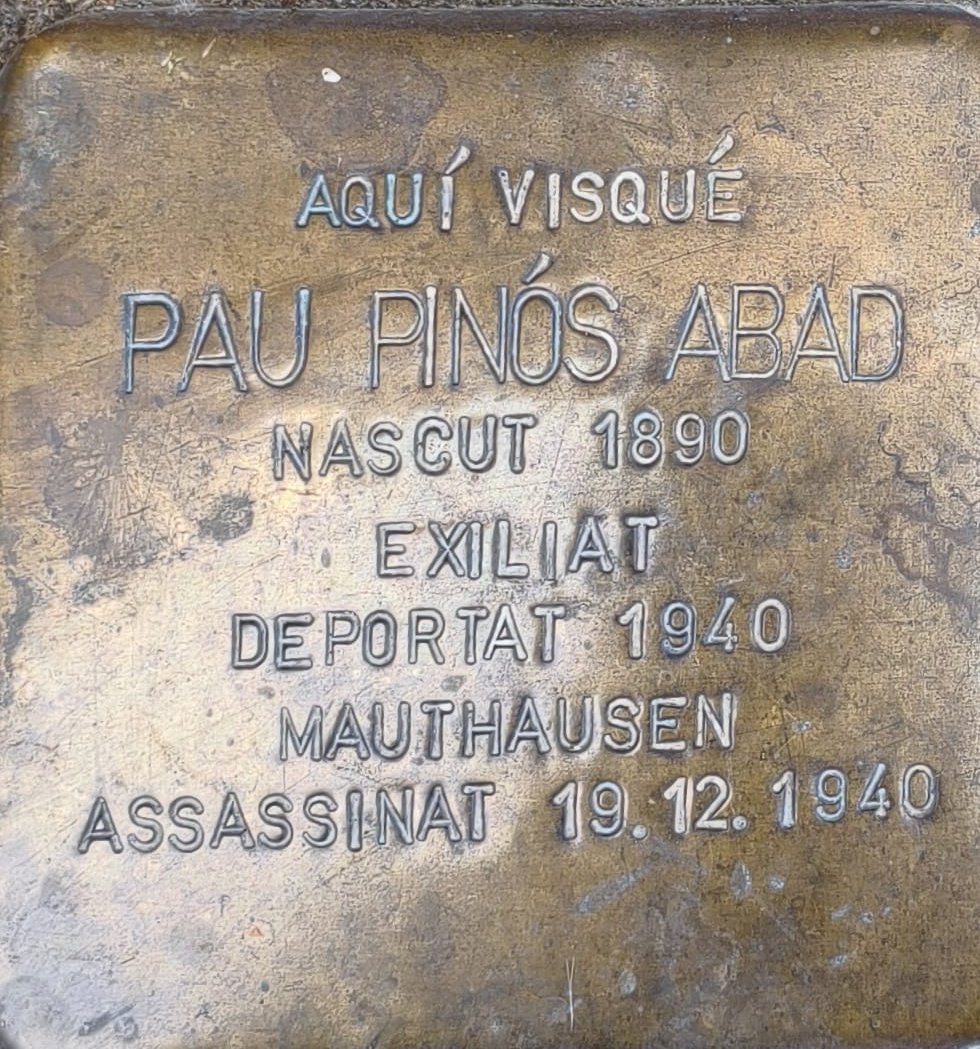 AQUÍ VISQUÉ
PAU PINÓS ABAD
NASCUT 1890
EXILIAT
DEPORTAT 1940
MAUTHAUSEN
ASSASSINAT 19.12.1940